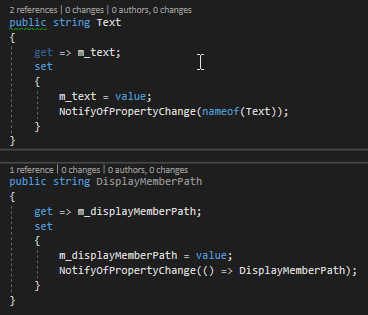 2 references | 0 changes | 0 authors, 0 changes
public string Text
{
get => m_text;
set
{
m_text = value;
NotifyOfPropertyChange(nameof(Text));
}
}
1 reference | 0 changes | 0 authors, 0 changes
public string DisplayMemberPath
{
get => m_displayMemberPath;
set
{
m_displayMemberPath = value;
NotifyOfPropertyChange(() => DisplayMemberPath);
}
}